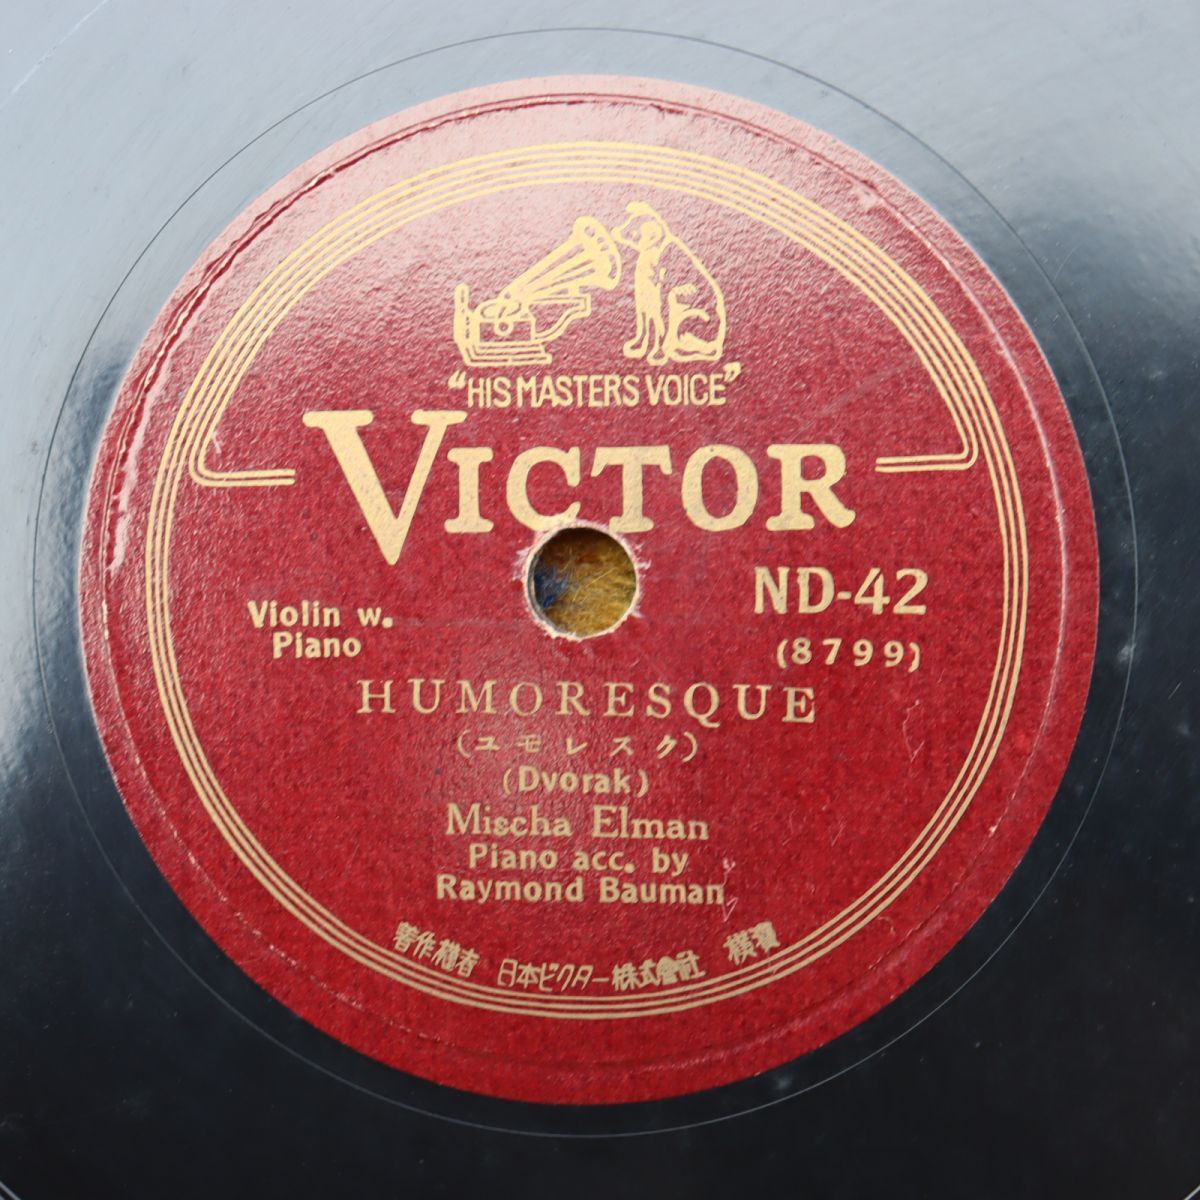 "HIS MASTERS VOICE"
VICTOR
ND-42
(8799)
Violin w.
Piano
HUMORESQUE
(ユモレスク)
(Dvorak)
Mischa Elman
Piano acc. by
Raymond Bauman
著作権者 日本ビクター株式會社 横濱